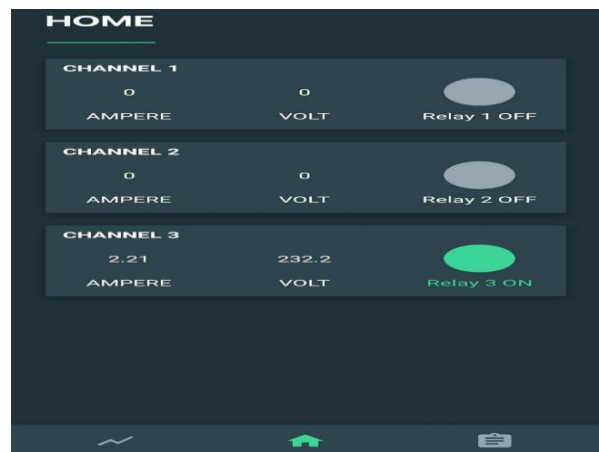 HOME
CHANNEL 1
0 0
AMPERE VOLT Relay 1 OFF
CHANNEL 2
0 0
AMPERE VOLT Relay 2 OFF
CHANNEL 3
2.21 232.2
AMPERE VOLT Relay 3 ON